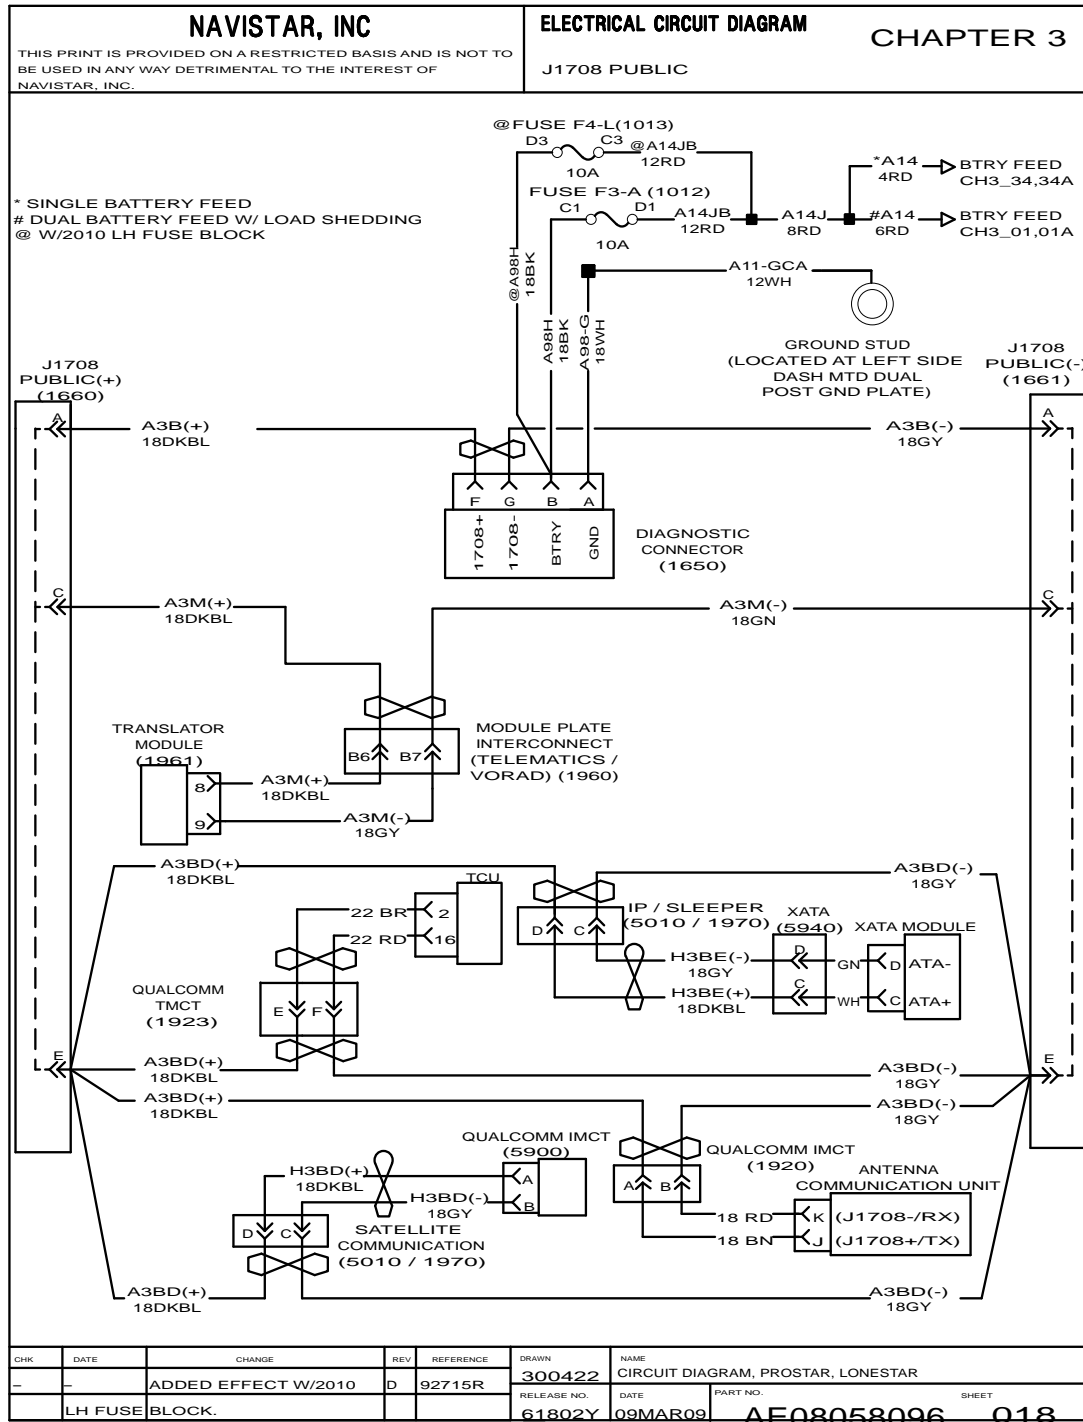 NAVISTAR, INC
THIS PRINT IS PROVIDED ON A RESTRICTED BASIS AND IS NOT TO
BE USED IN ANY WAY DETRIMENTAL TO THE INTEREST OF
NAVISTAR, INC.
ELECTRICAL CIRCUIT DIAGRAM
J1708 PUBLIC
CHAPTER 3
* SINGLE BATTERY FEED
# DUAL BATTERY FEED W/ LOAD SHEDDING
@ W/2010 LH FUSE BLOCK
@FUSE F4-L(1013)
D3
C3
@A14JB
12RD
10A
FUSE F3-A (1012)
C1
D1
A14JB
12RD
10A
A14J
8RD
*A14
4RD
BTRY FEED
CH3_34,34A
#A14
6RD
BTRY FEED
CH3_01,01A
@A98H
18BK
A98H
18BK
A98-G
18WH
A11-GCA
12WH
GROUND STUD
(LOCATED AT LEFT SIDE
DASH MTD DUAL
POST GND PLATE)
J1708
PUBLIC(+)
(1660)
J1708
PUBLIC(-)
(1661)
A
A3B(+)
18DKBL
A3B(-)
18GY
A
F
G
B
A
1708+
1708-
BTRY
GND
DIAGNOSTIC
CONNECTOR
(1650)
C
A3M(+)
18DKBL
A3M(-)
18GN
C
TRANSLATOR
MODULE
(1961)
B6
B7
MODULE PLATE
INTERCONNECT
(TELEMATICS /
VORAD) (1960)
8
A3M(+)
18DKBL
9
A3M(-)
18GY
A3BD(+)
18DKBL
A3BD(-)
18GY
TCU
22 BR
2
22 RD
16
IP / SLEEPER
(5010 / 1970)
D
C
XATA
(5940)
XATA MODULE
H3BE(-)
18GY
D
GN
D
ATA-
H3BE(+)
18DKBL
C
WH
C
ATA+
QUALCOMM
TMCT
(1923)
E
F
E
A3BD(+)
18DKBL
A3BD(-)
18GY
E
A3BD(+)
18DKBL
A3BD(-)
18GY
QUALCOMM IMCT
(5900)
H3BD(+)
18DKBL
A
H3BD(-)
18GY
B
QUALCOMM IMCT
(1920)
A
B
ANTENNA
COMMUNICATION UNIT
18 RD
K
(J1708-/RX)
18 BN
J
(J1708+/TX)
D
C
SATELLITE
COMMUNICATION
(5010 / 1970)
A3BD(+)
18DKBL
A3BD(-)
18GY
CHK
DATE
CHANGE
REV
REFERENCE
DRAWN
NAME
–
–
ADDED EFFECT W/2010
D
92715R
300422
CIRCUIT DIAGRAM, PROSTAR, LONESTAR
LH FUSE BLOCK.
RELEASE NO.
61802Y
DATE
09MAR09
PART NO.
AE08058096
SHEET
018